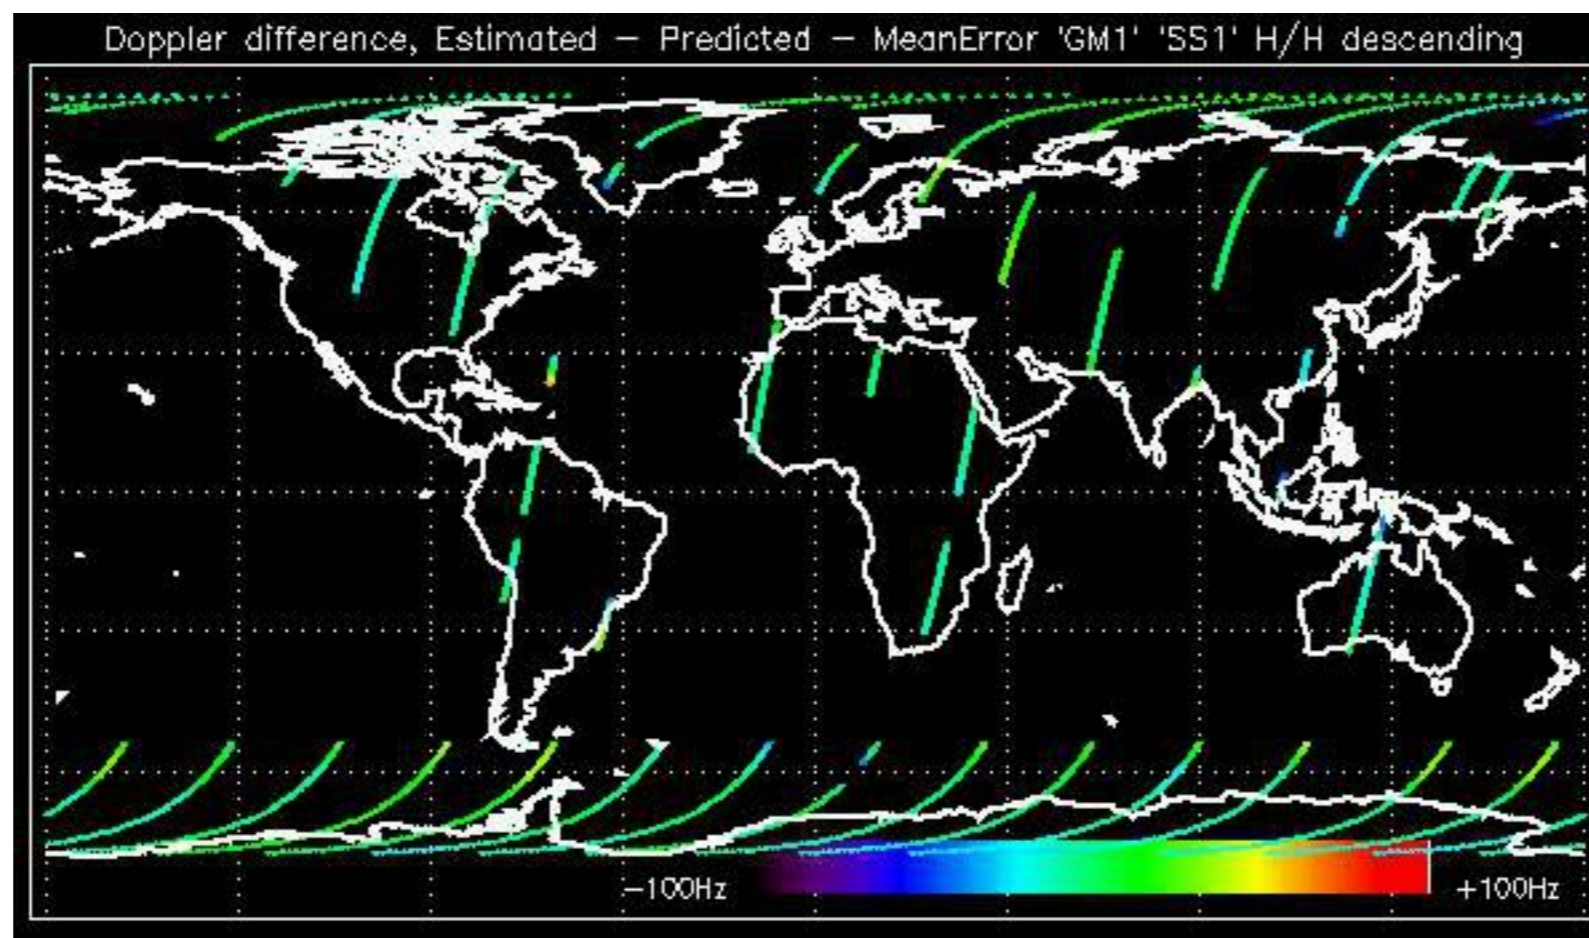 Doppler difference, Estimated – Predicted – MeanError 'GM1' 'SS1' H/H descending
–100Hz +100Hz